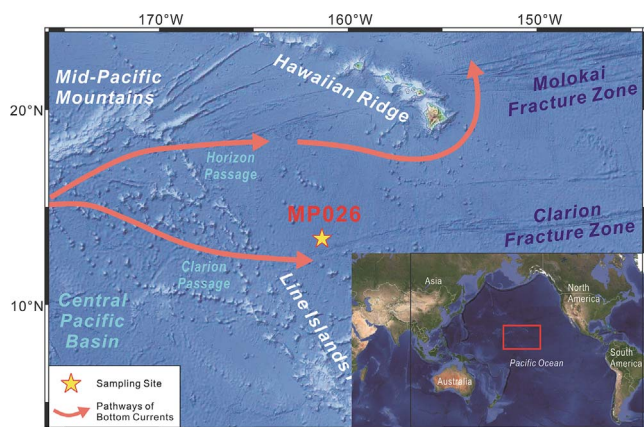 170°W
160°W
150°W
20°N
10°N
Mid-Pacific
Mountains
Hawaiian Ridge
Molokai
Fracture Zone
Horizon
Passage
MP026
Clarion
Fracture Zone
Clarion
Passage
Line Islands
Central
Pacific
Basin
Sampling Site
Pathways of
Bottom Currents
Asia
North
America
Pacific Ocean
South
America
Australia